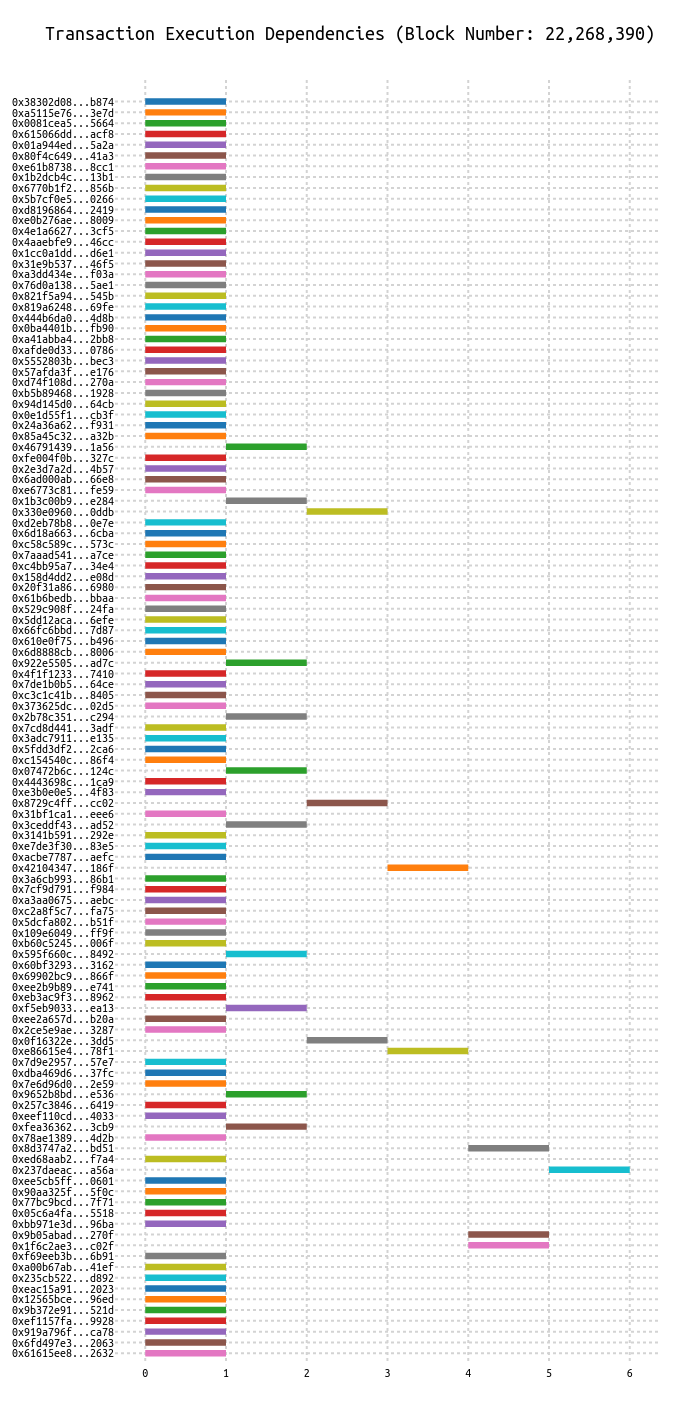 Transaction Execution Dependencies (Block Number: 22,268,390)
0x38302d08...b874
0xa5115e76...3e7d
0x0081cea5...5664
0x615066dd...acf8
0x01a944ed...5a2a
0x80f4c649...41a3
0xe61b8738...8cc1
0x1b2dcb4c...13b1
0x6770b1f2...856b
0x5b7cf0e5...0266
0xd8196864...2419
0xe0b276ae...8009
0x4e1a6627...3cf5
0x4aaebfe9...46cc
0x1cc0a1dd...d6e1
0x31e9b537...46f5
0xa3dd434e...f03a
0x76d0a138...5ae1
0x821f5a94...545b
0x819a6248...69fe
0x444b6da0...4d8b
0x0ba4401b...fb90
0xa41abba4...2bb8
0xafde0d33...0786
0x5552803b...bec3
0x57afda3f...e176
0xd74f108d...270a
0xb5b89468...1928
0x94d145d0...64cb
0x0e1d55f1...cb3f
0x24a36a62...f931
0x85a45c32...a32b
0x46791439...1a56
0xfe004f0b...327c
0x2e3d7a2d...4b57
0x6ad000ab...66e8
0xe6773c81...fe59
0x1b3c00b9...e284
0x330e0960...0ddb
0xd2eb78b8...0e7e
0x6d18a663...6cba
0xc58c589c...573c
0x7aaad541...a7ce
0xc4bb95a7...34e4
0x158d4dd2...e08d
0x20f31a86...6980
0x61b6bedb...bbaa
0x529c908f...24fa
0x5dd12aca...6efe
0x66fc6bbd...7d87
0x610e0f75...b496
0x6d8888cb...8006
0x922e5505...ad7c
0x4f1f1233...7410
0x7de1b0b5...64ce
0xc3c1c41b...8405
0x373625dc...02d5
0x2b78c351...c294
0x7cd8d441...3adf
0x3adc7911...e135
0x5fdd3df2...2ca6
0xc154540c...86f4
0x07472b6c...124c
0x4443698c...1ca9
0xe3b0e0e5...4f83
0x8729c4ff...cc02
0x31bf1ca1...eee6
0x3ceddf43...ad52
0x3141b591...292e
0xe7de3f30...83e5
0xacbe7787...aefc
0x42104347...186f
0x3a6cb993...86b1
0x7cf9d791...f984
0xa3aa0675...aebc
0xc2a8f5c7...fa75
0x5dcfa802...b51f
0x109e6049...ff9f
0xb60c5245...006f
0x595f660c...8492
0x60bf3293...3162
0x69902bc9...866f
0xee2b9b89...e741
0xeb3ac9f3...8962
0xf5eb9033...ea13
0xee2a657d...b20a
0x2ce5e9ae...3287
0x0f16322e...3dd5
0xe86615e4...78f1
0x7d9e2957...57e7
0xdba469d6...37fc
0x7e6d96d0...2e59
0x9652b8bd...e536
0x257c3846...6419
0xeef110cd...4033
0xfea36362...3cb9
0x78ae1389...4d2b
0x8d3747a2...bd51
0xed68aab2...f7a4
0x237daeac...a56a
0xee5cb5ff...0601
0x90aa325f...5f0c
0x77bc9bcd...7f71
0x05c6a4fa...5518
0xbb971e3d...96ba
0x9b05abad...270f
0x1f6c2ae3...c02f
0xf69eeb3b...6b91
0xa00b67ab...41ef
0x235cb522...d892
0xeac15a91...2023
0x12565bce...96ed
0x9b372e91...521d
0xef1157fa...9928
0x919a796f...ca78
0x6fd497e3...2063
0x61615ee8...2632
0 1 2 3 4 5 6